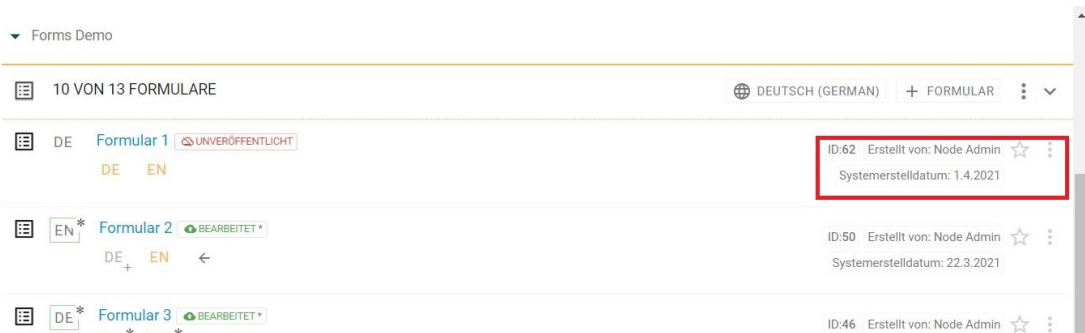 Forms Demo
10 VON 13 FORMULARE DEUTSCH (GERMAN) + FORMULAR
DE Formular 1 UNVERÖFFENTLICHT ID:62 Erstellt von: Node Admin
DE EN Systemerstelldatum: 1.4.2021
EN* Formular 2 BEARBEITET * ID:50 Erstellt von: Node Admin
DE + EN ← Systemerstelldatum: 22.3.2021
DE* Formular 3 BEARBEITET * ID:46 Erstellt von: Node Admin
* *